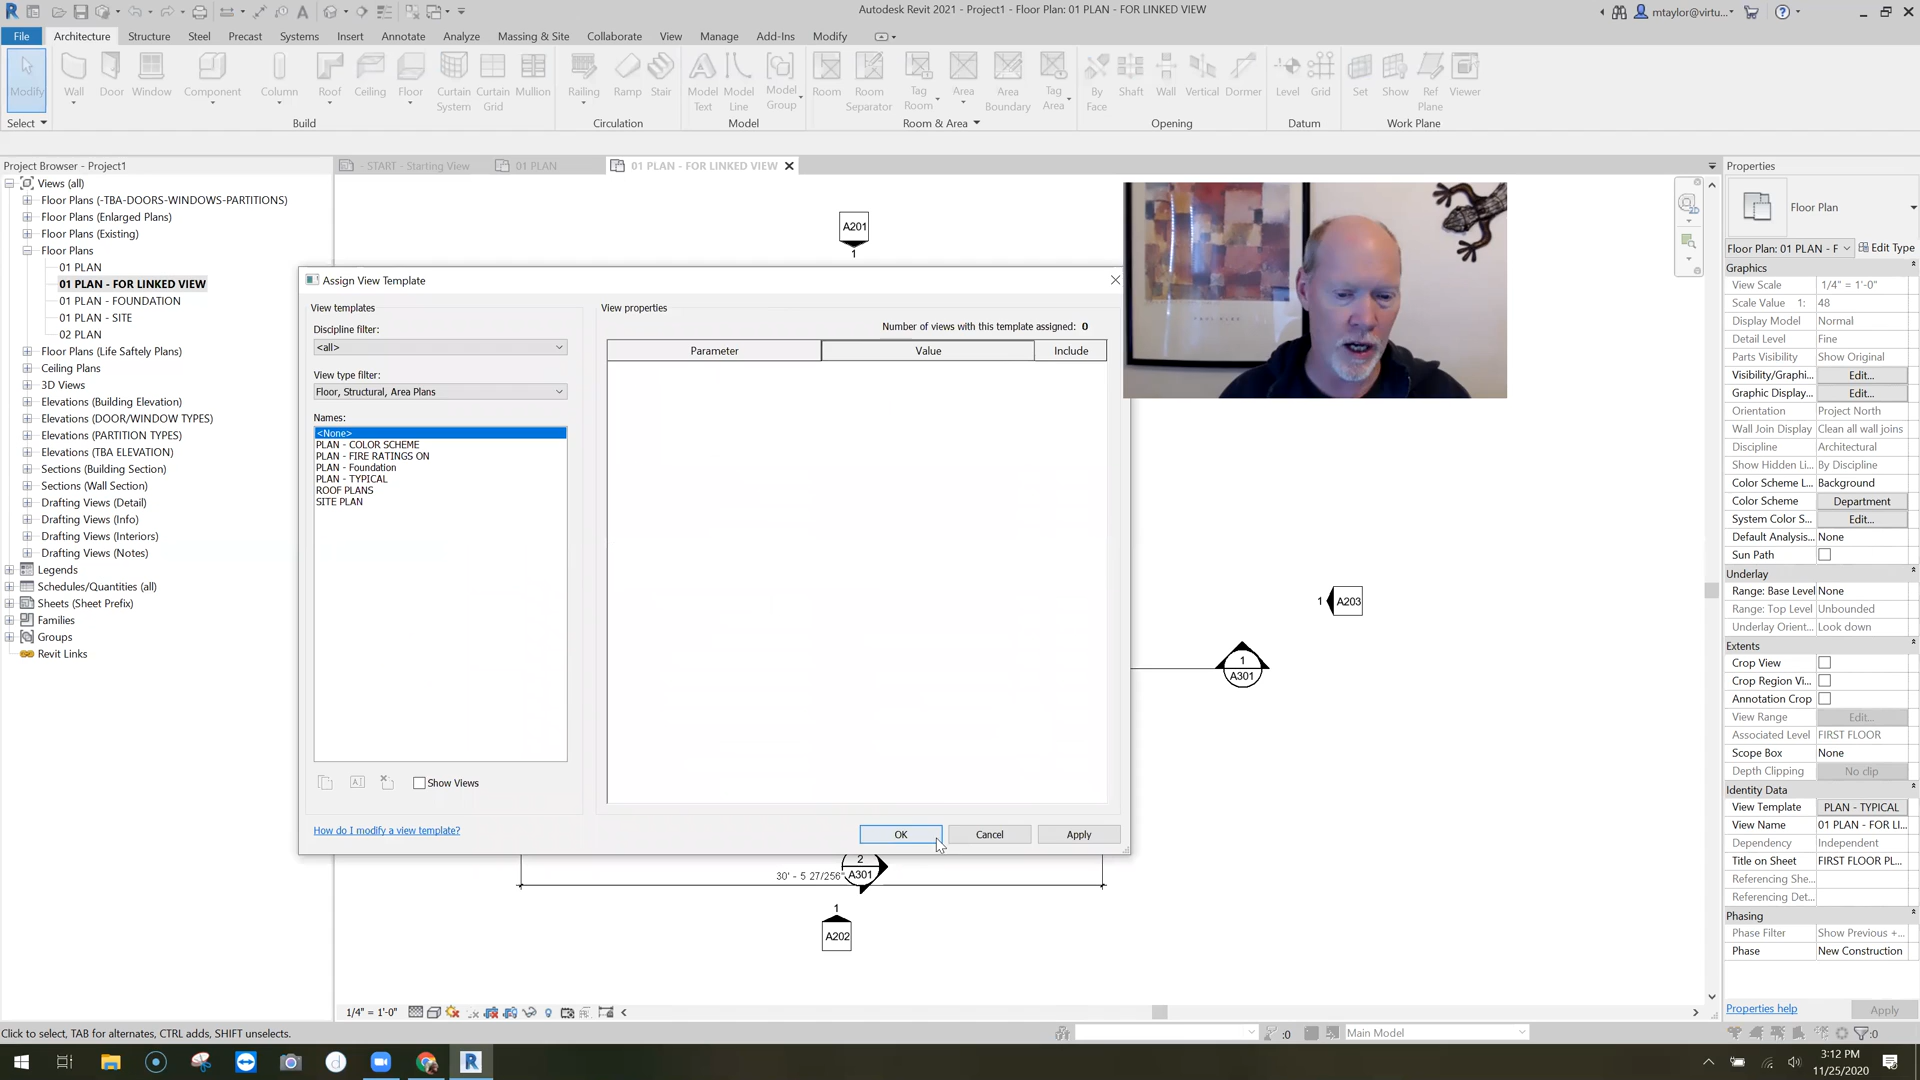 Autodesk Revit 2021 - Project1 - Floor Plan: 01 PLAN - FOR LINKED VIEW
mtaylor@virtu...
File Architecture Structure Steel Precast Systems Insert Annotate Analyze Massing & Site Collaborate View Manage Add-Ins Modify
Modify Wall Door Window Component Column Roof Ceiling Floor Curtain System Curtain Grid Mullion Railing Ramp Stair Model Text Model Line Model Group Room Room Separator Tag Room Area Area Boundary Tag Area By Face Shaft Wall Vertical Dormer Level Grid Set Show Ref Plane Viewer
Select Build Circulation Model Room & Area Opening Datum Work Plane
Project Browser - Project1
- START - Starting View
01 PLAN
01 PLAN - FOR LINKED VIEW
Views (all)
Floor Plans (-TBA-DOORS-WINDOWS-PARTITIONS)
Floor Plans (Enlarged Plans)
Floor Plans (Existing)
Floor Plans
01 PLAN
01 PLAN - FOR LINKED VIEW
01 PLAN - FOUNDATION
01 PLAN - SITE
02 PLAN
Floor Plans (Life Saftely Plans)
Ceiling Plans
3D Views
Elevations (Building Elevation)
Elevations (DOOR/WINDOW TYPES)
Elevations (PARTITION TYPES)
Elevations (TBA ELEVATION)
Sections (Building Section)
Sections (Wall Section)
Drafting Views (Detail)
Drafting Views (Info)
Drafting Views (Interiors)
Drafting Views (Notes)
Legends
Schedules/Quantities (all)
Sheets (Sheet Prefix)
Families
Groups
Revit Links
A201
1
Assign View Template
View templates
Discipline filter:
<all>
View type filter:
Floor, Structural, Area Plans
Names:
<None>
PLAN - COLOR SCHEME
PLAN - FIRE RATINGS ON
PLAN - Foundation
PLAN - TYPICAL
ROOF PLANS
SITE PLAN
Show Views
How do I modify a view template?
View properties
Number of views with this template assigned: 0
Parameter Value Include
OK Cancel Apply
1 A203
1
A301
2
A301
30' - 5 27/256"
1
A202
Properties
Floor Plan
Floor Plan: 01 PLAN - F Edit Type
Graphics
View Scale 1/4" = 1'-0"
Scale Value 1: 48
Display Model Normal
Detail Level Fine
Parts Visibility Show Original
Visibility/Graphi... Edit...
Graphic Display... Edit...
Orientation Project North
Wall Join Display Clean all wall joins
Discipline Architectural
Show Hidden Li... By Discipline
Color Scheme L... Background
Color Scheme Department
System Color S... Edit...
Default Analysis... None
Sun Path
Underlay
Range: Base Level None
Range: Top Level Unbounded
Underlay Orient... Look down
Extents
Crop View
Crop Region Vi...
Annotation Crop
View Range Edit...
Associated Level FIRST FLOOR
Scope Box None
Depth Clipping No clip
Identity Data
View Template PLAN - TYPICAL
View Name 01 PLAN - FOR LI...
Dependency Independent
Title on Sheet FIRST FLOOR PL...
Referencing She...
Referencing Det...
Phasing
Phase Filter Show Previous +...
Phase New Construction
Properties help Apply
1/4" = 1'-0"
Click to select, TAB for alternates, CTRL adds, SHIFT unselects.
:0
Main Model
:0
3:12 PM
11/25/2020